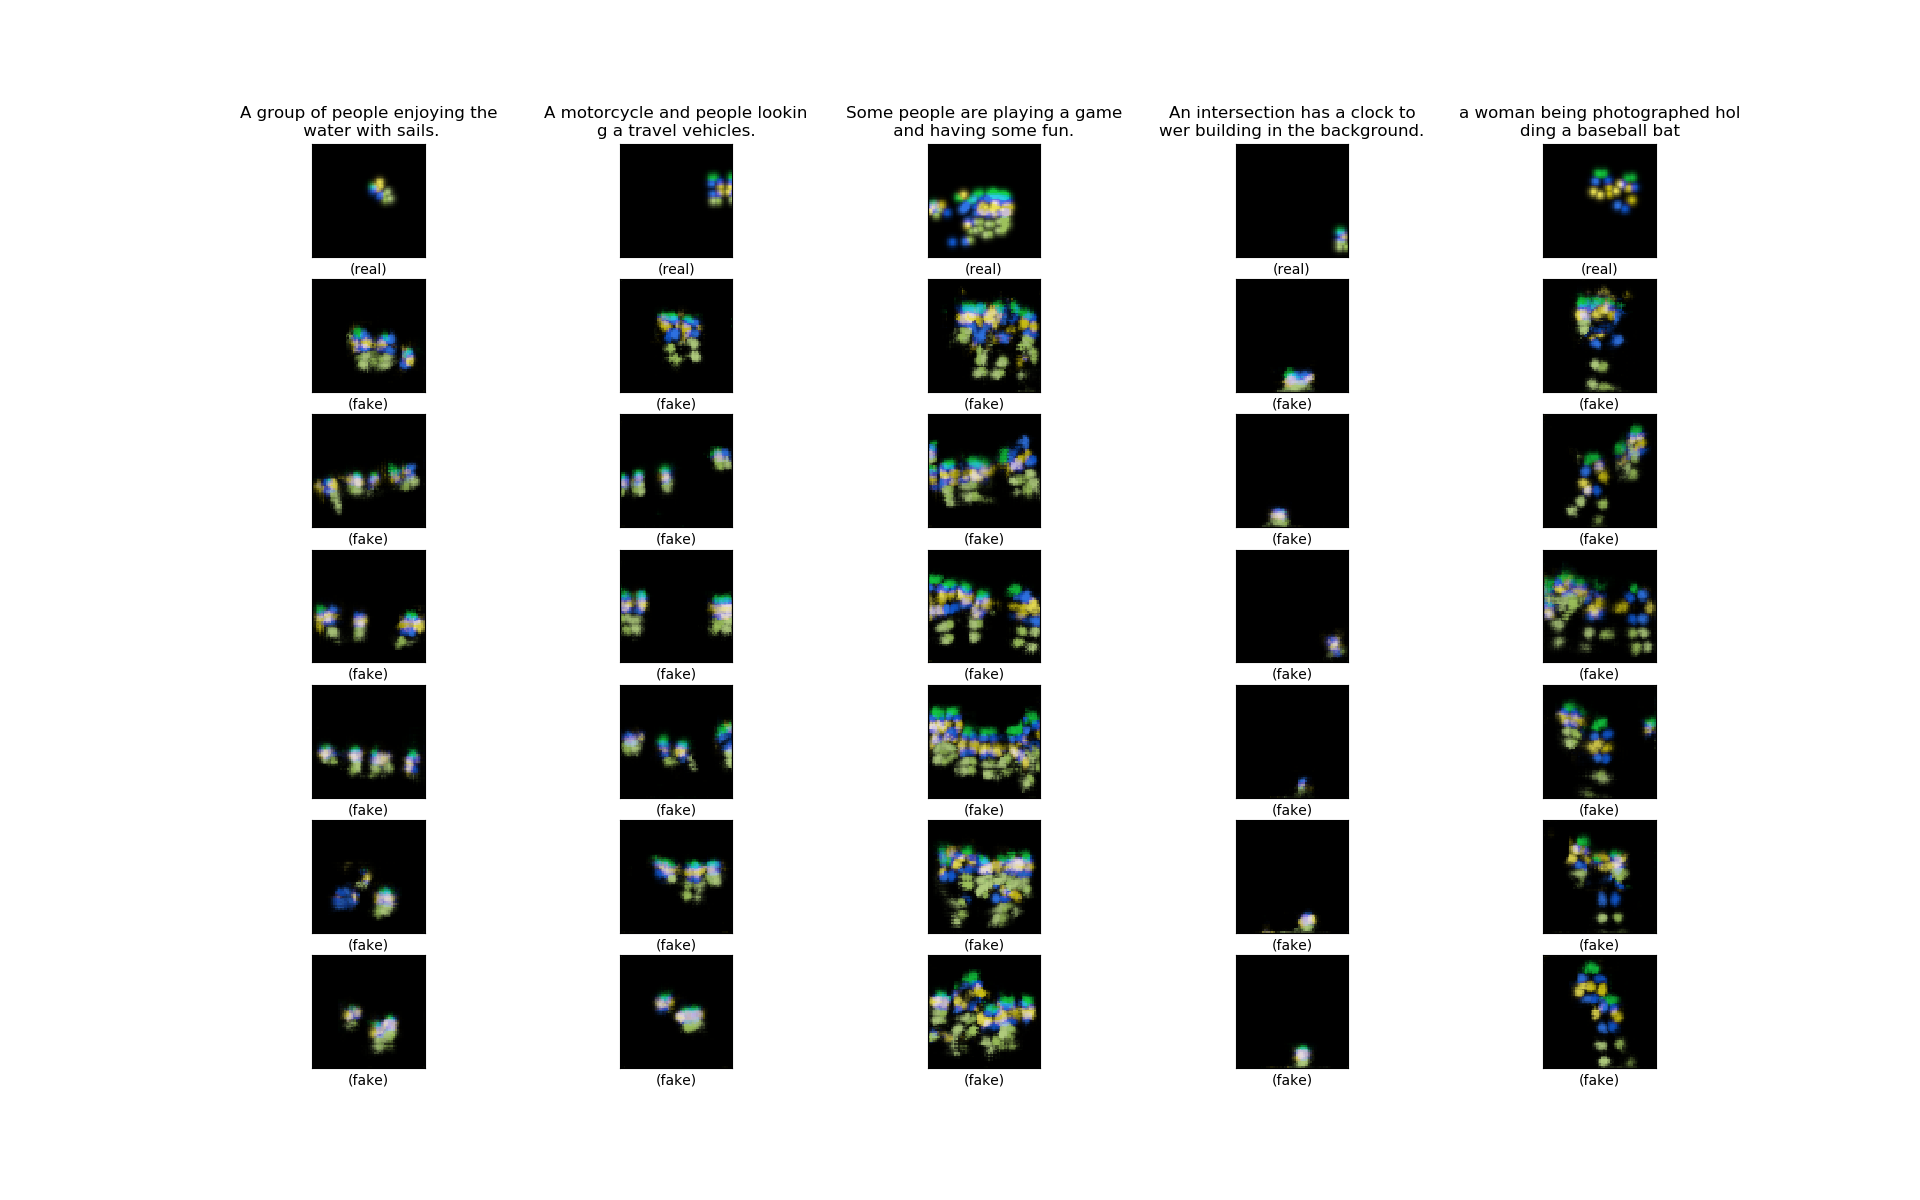 A group of people enjoying the
water with sails.
A motorcycle and people lookin
g a travel vehicles.
Some people are playing a game
and having some fun.
An intersection has a clock to
wer building in the background.
a woman being photographed hol
ding a baseball bat
(real) (real) (real) (real) (real)
(fake) (fake) (fake) (fake) (fake)
(fake) (fake) (fake) (fake) (fake)
(fake) (fake) (fake) (fake) (fake)
(fake) (fake) (fake) (fake) (fake)
(fake) (fake) (fake) (fake) (fake)
(fake) (fake) (fake) (fake) (fake)